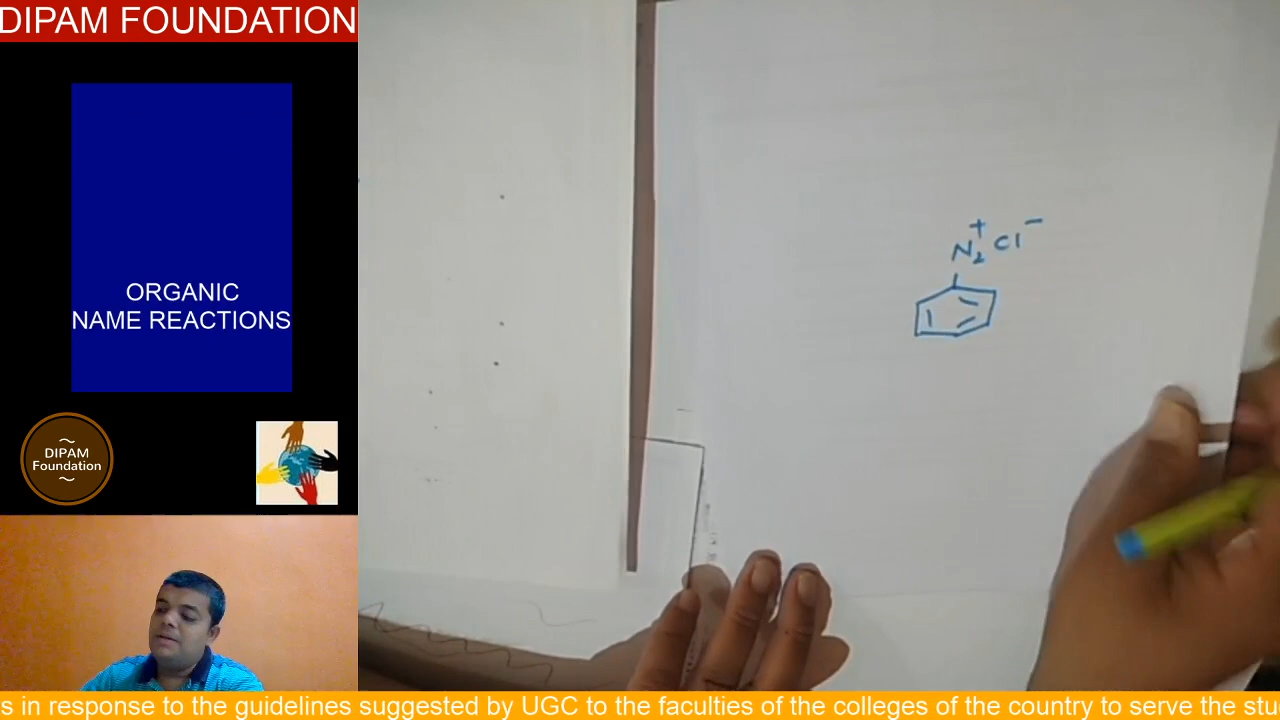 DIPAM FOUNDATION
ORGANIC
NAME REACTIONS
DIPAM
Foundation
N₂⁺ Cl⁻
s in response to the guidelines suggested by UGC to the faculties of the colleges of the country to serve the stu